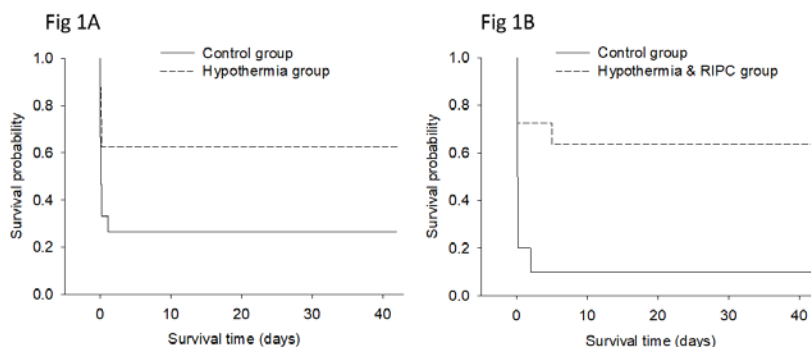 Fig 1A
Control group
Hypothermia group
1.0
0.8
0.6
0.4
0.2
0.0
Survival probability
0 10 20 30 40
Survival time (days)
Fig 1B
Control group
Hypothermia & RIPC group
1.0
0.8
0.6
0.4
0.2
0.0
Survival probability
0 10 20 30 40
Survival time (days)